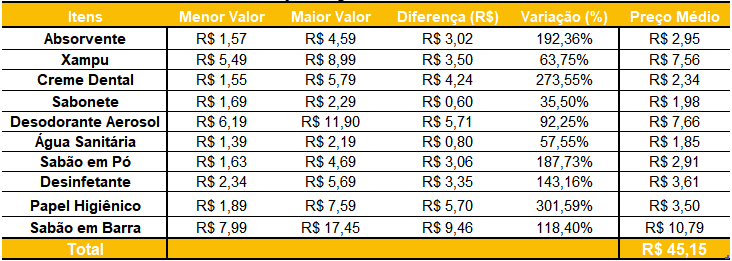 Itens Menor Valor Maior Valor Diferença (R$) Variação (%) Preço Médio
Absorvente R$ 1,57 R$ 4,59 R$ 3,02 192,36% R$ 2,95
Xampu R$ 5,49 R$ 8,99 R$ 3,50 63,75% R$ 7,56
Creme Dental R$ 1,55 R$ 5,79 R$ 4,24 273,55% R$ 2,34
Sabonete R$ 1,69 R$ 2,29 R$ 0,60 35,50% R$ 1,98
Desodorante Aerosol R$ 6,19 R$ 11,90 R$ 5,71 92,25% R$ 7,66
Água Sanitária R$ 1,39 R$ 2,19 R$ 0,80 57,55% R$ 1,85
Sabão em Pó R$ 1,63 R$ 4,69 R$ 3,06 187,73% R$ 2,91
Desinfetante R$ 2,34 R$ 5,69 R$ 3,35 143,16% R$ 3,61
Papel Higiênico R$ 1,89 R$ 7,59 R$ 5,70 301,59% R$ 3,50
Sabão em Barra R$ 7,99 R$ 17,45 R$ 9,46 118,40% R$ 10,79
Total R$ 45,15